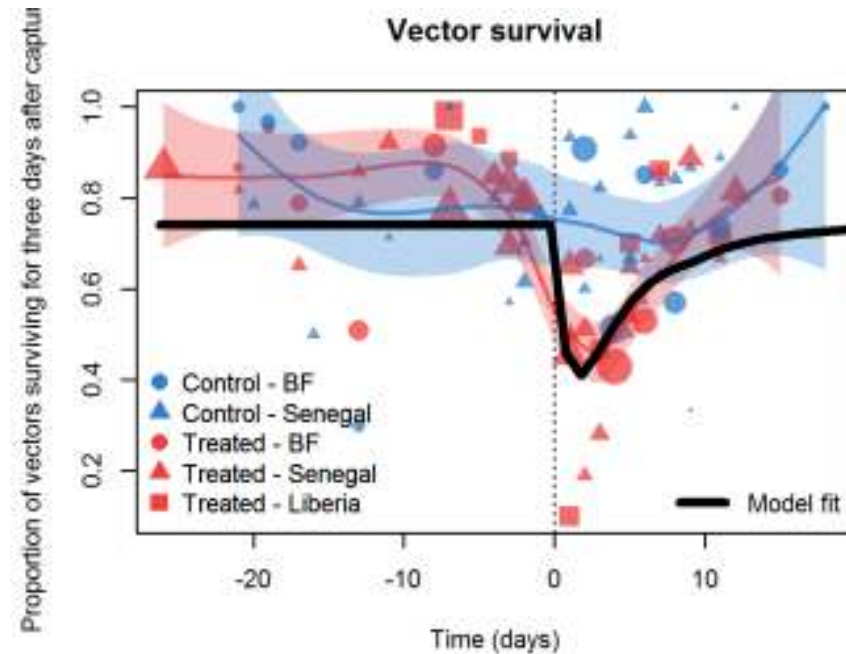 Vector survival
Proportion of vectors surviving for three days after captur
1.0
0.8
0.6
0.4
0.2
Control - BF
Control - Senegal
Treated - BF
Treated - Senegal
Treated - Liberia
Model fit
-20
-10
0
10
Time (days)